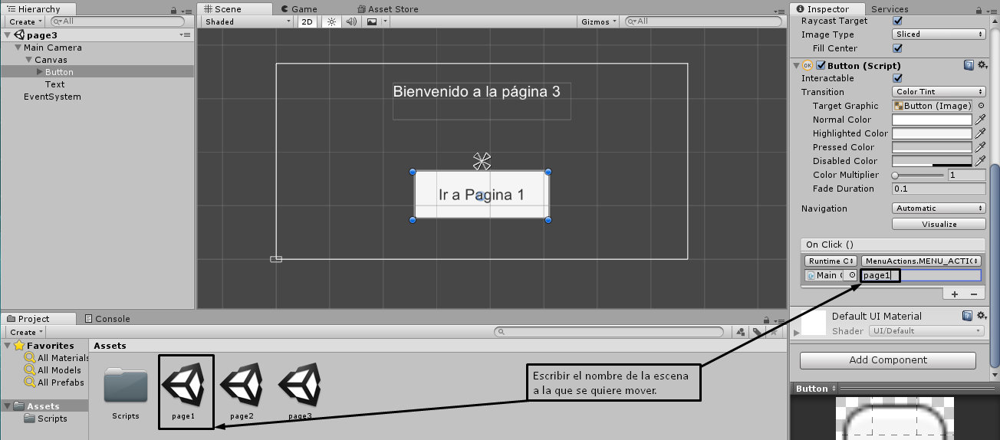 Hierarchy
Create
All
page3
Main Camera
Canvas
Button
Text
EventSystem
Scene
Game
Asset Store
Shaded
2D
Gizmos
All
Bienvenido a la página 3
Ir a Pagina 1
Inspector
Services
Raycast Target
Image Type
Sliced
Fill Center
OK
Button (Script)
Interactable
Transition
Color Tint
Target Graphic
Button (Image)
Normal Color
Highlighted Color
Pressed Color
Disabled Color
Color Multiplier
1
Fade Duration
0.1
Navigation
Automatic
Visualize
On Click ()
Runtime O
MenuActions.MENU_ACTI
Main
page1
Default UI Material
Shader
UI/Default
Add Component
Button
Project
Console
Create
Favorites
All Materials
All Models
All Prefabs
Assets
Scripts
Assets
Scripts
page1
page2
page3
Escribir el nombre de la escena
a la que se quiere mover.